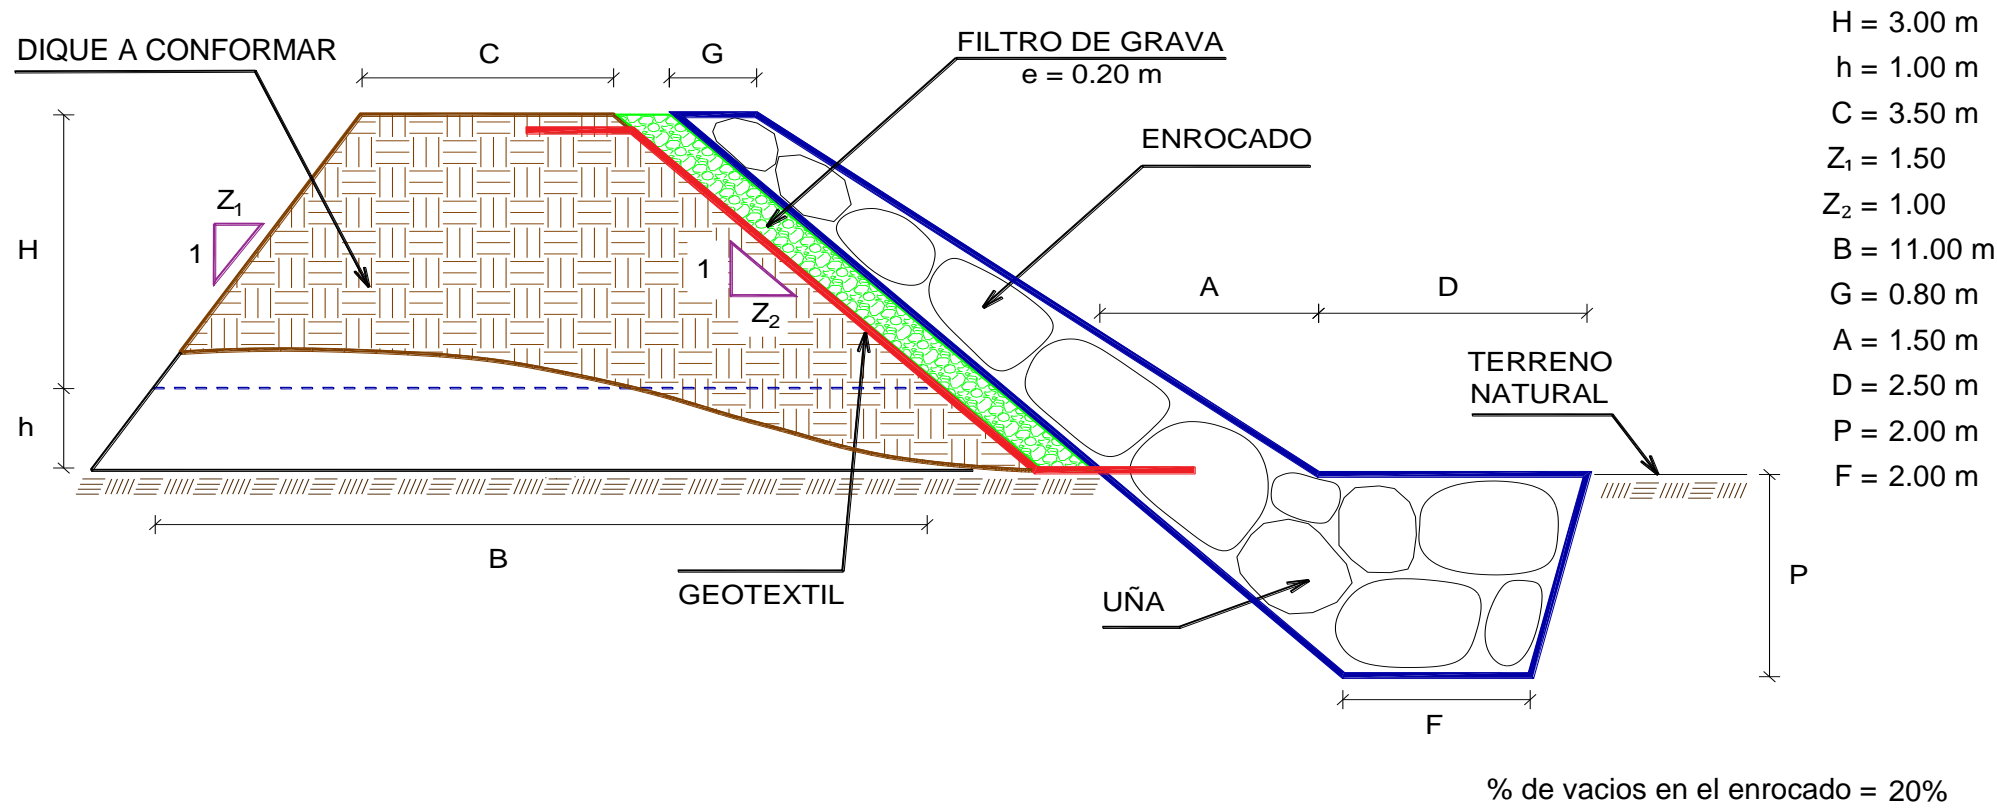 DIQUE A CONFORMAR
C
G
FILTRO DE GRAVA
e = 0.20 m
ENROCADO
H
Z₁
1
1
Z₂
A
D
TERRENO
NATURAL
h
B
GEOTEXTIL
UÑA
P
F
H = 3.00 m
h = 1.00 m
C = 3.50 m
Z₁ = 1.50
Z₂ = 1.00
B = 11.00 m
G = 0.80 m
A = 1.50 m
D = 2.50 m
P = 2.00 m
F = 2.00 m
% de vacios en el enrocado = 20%